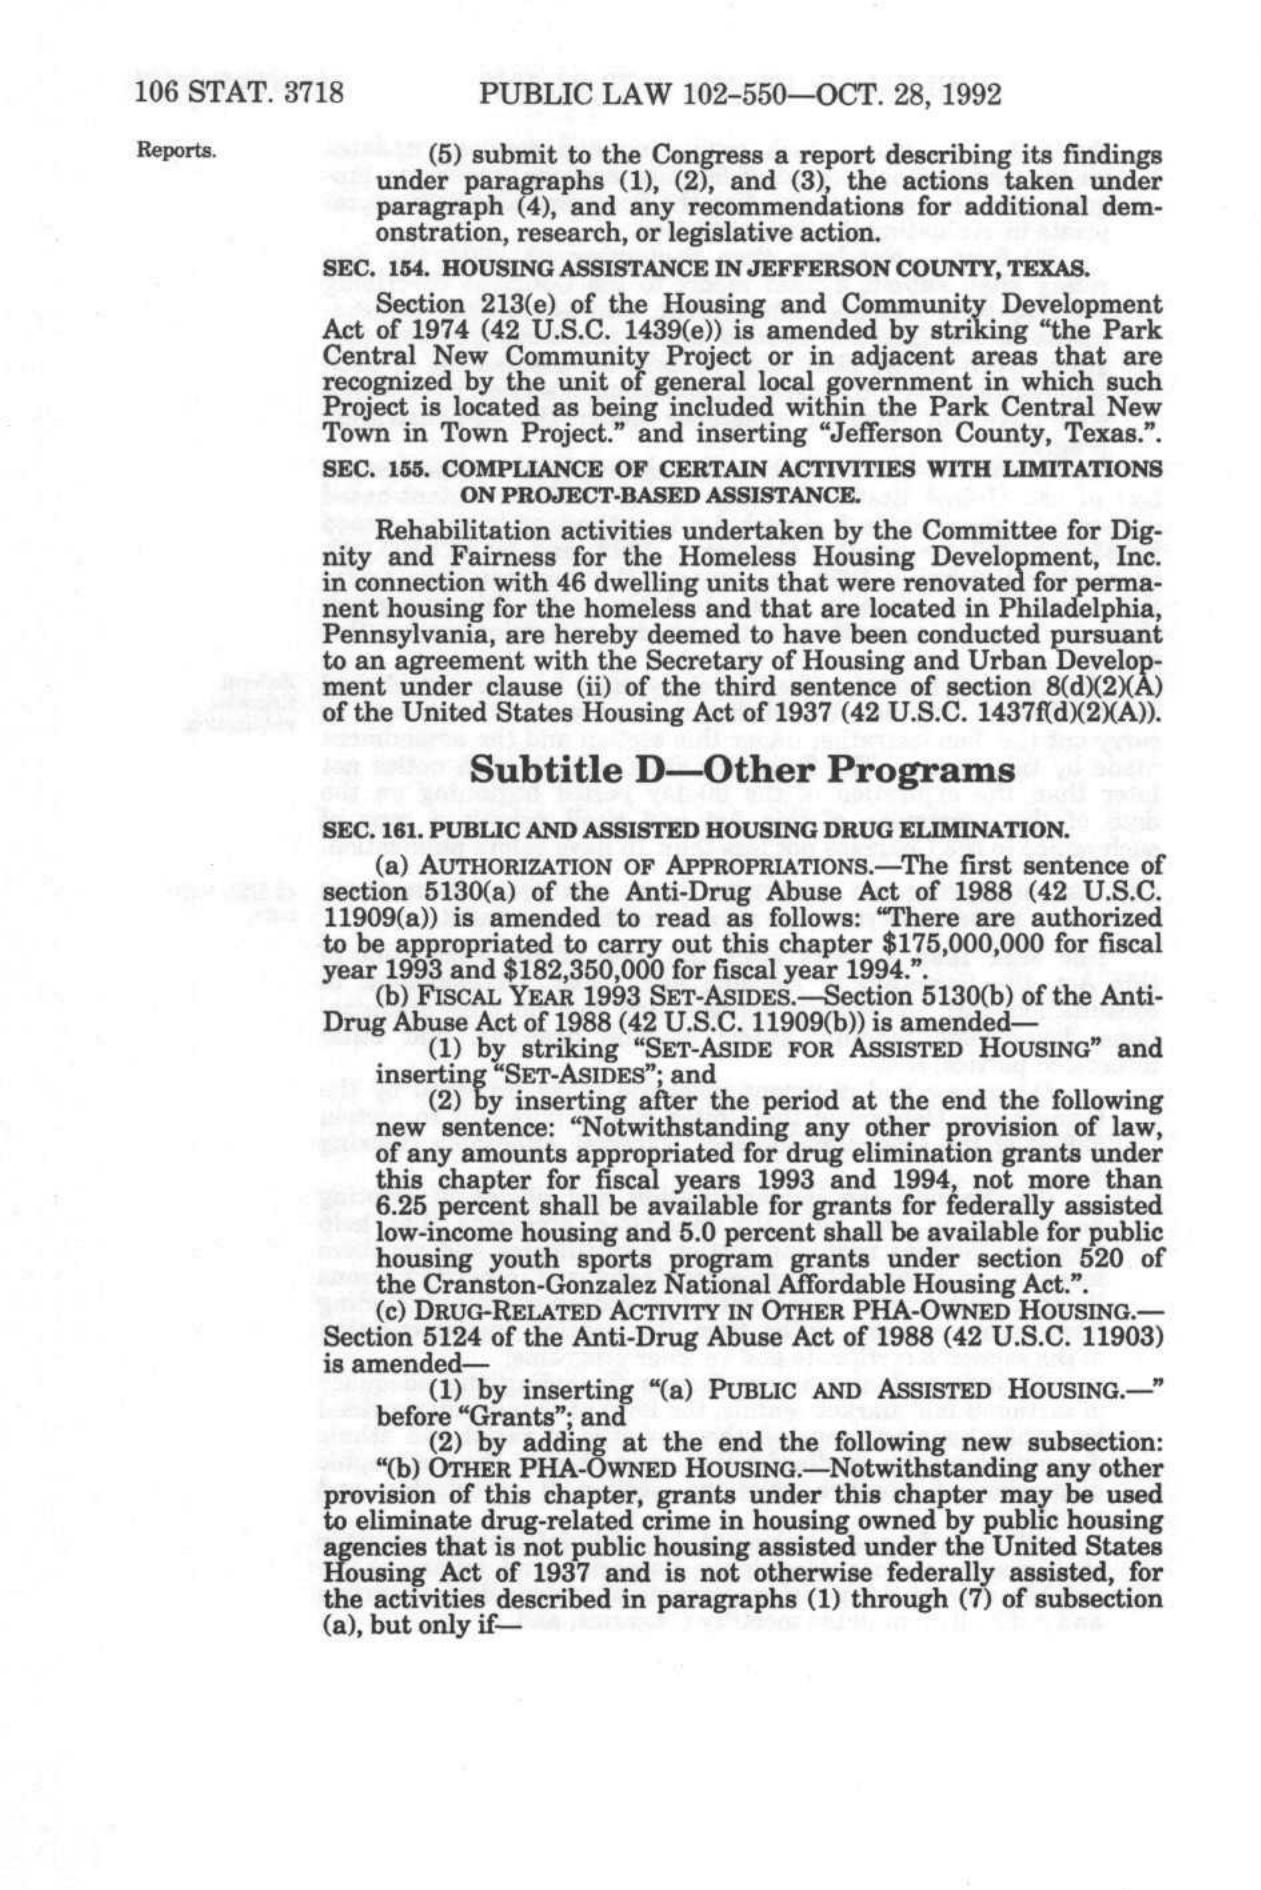 106 STAT. 3718 PUBLIC LAW 102–550—OCT. 28, 1992
Reports.
(5) submit to the Congress a report describing its findings
under paragraphs (1), (2), and (3), the actions taken under
paragraph (4), and any recommendations for additional dem-
onstration, research, or legislative action.
SEC. 154. HOUSING ASSISTANCE IN JEFFERSON COUNTY, TEXAS.
Section 213(e) of the Housing and Community Development
Act of 1974 (42 U.S.C. 1439(e)) is amended by striking “the Park
Central New Community Project or in adjacent areas that are
recognized by the unit of general local government in which such
Project is located as being included within the Park Central New
Town in Town Project.” and inserting “Jefferson County, Texas.”.
SEC. 155. COMPLIANCE OF CERTAIN ACTIVITIES WITH LIMITATIONS
ON PROJECT-BASED ASSISTANCE.
Rehabilitation activities undertaken by the Committee for Dig-
nity and Fairness for the Homeless Housing Development, Inc.
in connection with 46 dwelling units that were renovated for perma-
nent housing for the homeless and that are located in Philadelphia,
Pennsylvania, are hereby deemed to have been conducted pursuant
to an agreement with the Secretary of Housing and Urban Develop-
ment under clause (ii) of the third sentence of section 8(d)(2)(A)
of the United States Housing Act of 1937 (42 U.S.C. 1437f(d)(2)(A)).
Subtitle D—Other Programs
SEC. 161. PUBLIC AND ASSISTED HOUSING DRUG ELIMINATION.
(a) AUTHORIZATION OF APPROPRIATIONS.—The first sentence of
section 5130(a) of the Anti-Drug Abuse Act of 1988 (42 U.S.C.
11909(a)) is amended to read as follows: “There are authorized
to be appropriated to carry out this chapter $175,000,000 for fiscal
year 1993 and $182,350,000 for fiscal year 1994.”.
(b) FISCAL YEAR 1993 SET-ASIDES.—Section 5130(b) of the Anti-
Drug Abuse Act of 1988 (42 U.S.C. 11909(b)) is amended—
(1) by striking “SET-ASIDE FOR ASSISTED HOUSING” and
inserting “SET-ASIDES”; and
(2) by inserting after the period at the end the following
new sentence: “Notwithstanding any other provision of law,
of any amounts appropriated for drug elimination grants under
this chapter for fiscal years 1993 and 1994, not more than
6.25 percent shall be available for grants for federally assisted
low-income housing and 5.0 percent shall be available for public
housing youth sports program grants under section 520 of
the Cranston-Gonzalez National Affordable Housing Act.”.
(c) DRUG-RELATED ACTIVITY IN OTHER PHA-OWNED HOUSING.—
Section 5124 of the Anti-Drug Abuse Act of 1988 (42 U.S.C. 11903)
is amended—
(1) by inserting “(a) PUBLIC AND ASSISTED HOUSING.—”
before “Grants”; and
(2) by adding at the end the following new subsection:
“(b) OTHER PHA-OWNED HOUSING.—Notwithstanding any other
provision of this chapter, grants under this chapter may be used
to eliminate drug-related crime in housing owned by public housing
agencies that is not public housing assisted under the United States
Housing Act of 1937 and is not otherwise federally assisted, for
the activities described in paragraphs (1) through (7) of subsection
(a), but only if—